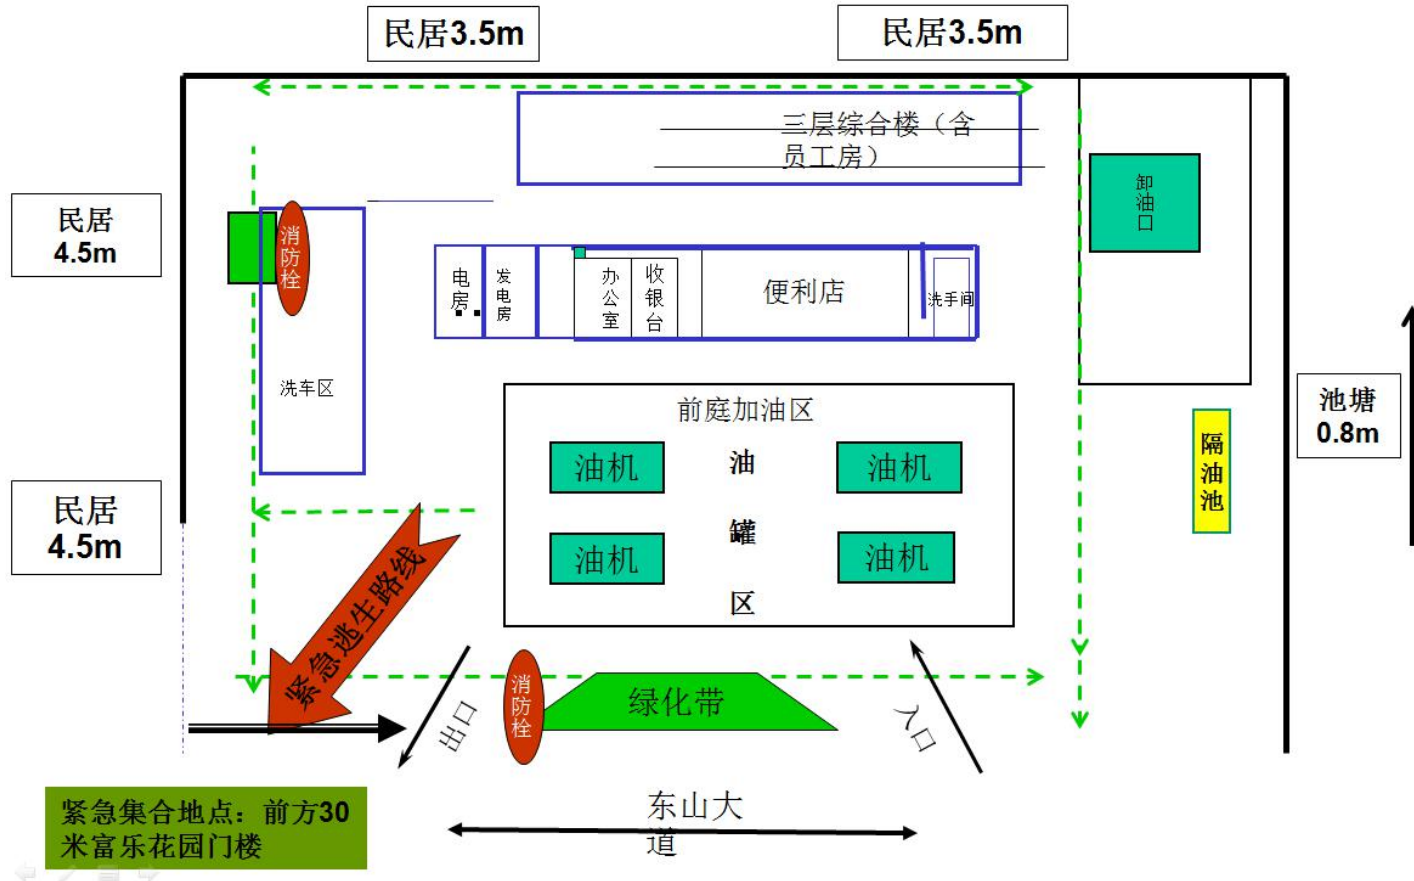 民居3.5m
民居3.5m
三层综合楼（含
员工房）
卸油口
民居
4.5m
消防栓
电房
发电房
办公室
收银台
便利店
洗手间
洗车区
前庭加油区
池塘
0.8m
油机
油机
油罐区
隔油池
民居
4.5m
油机
油机
紧急逃生路线
消防栓
绿化带
出口
入口
紧急集合地点：前方30
米富乐花园门楼
东山大
道